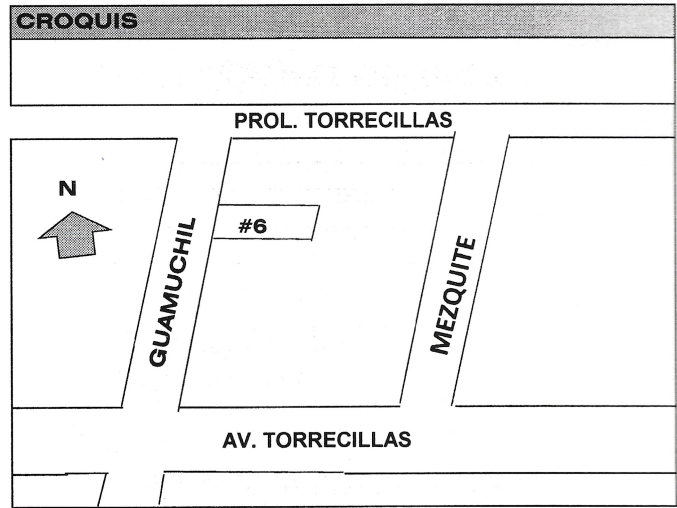 CROQUIS
PROL. TORRECILLAS
N
#6
GUAMUCHIL
MEZQUITE
AV. TORRECILLAS